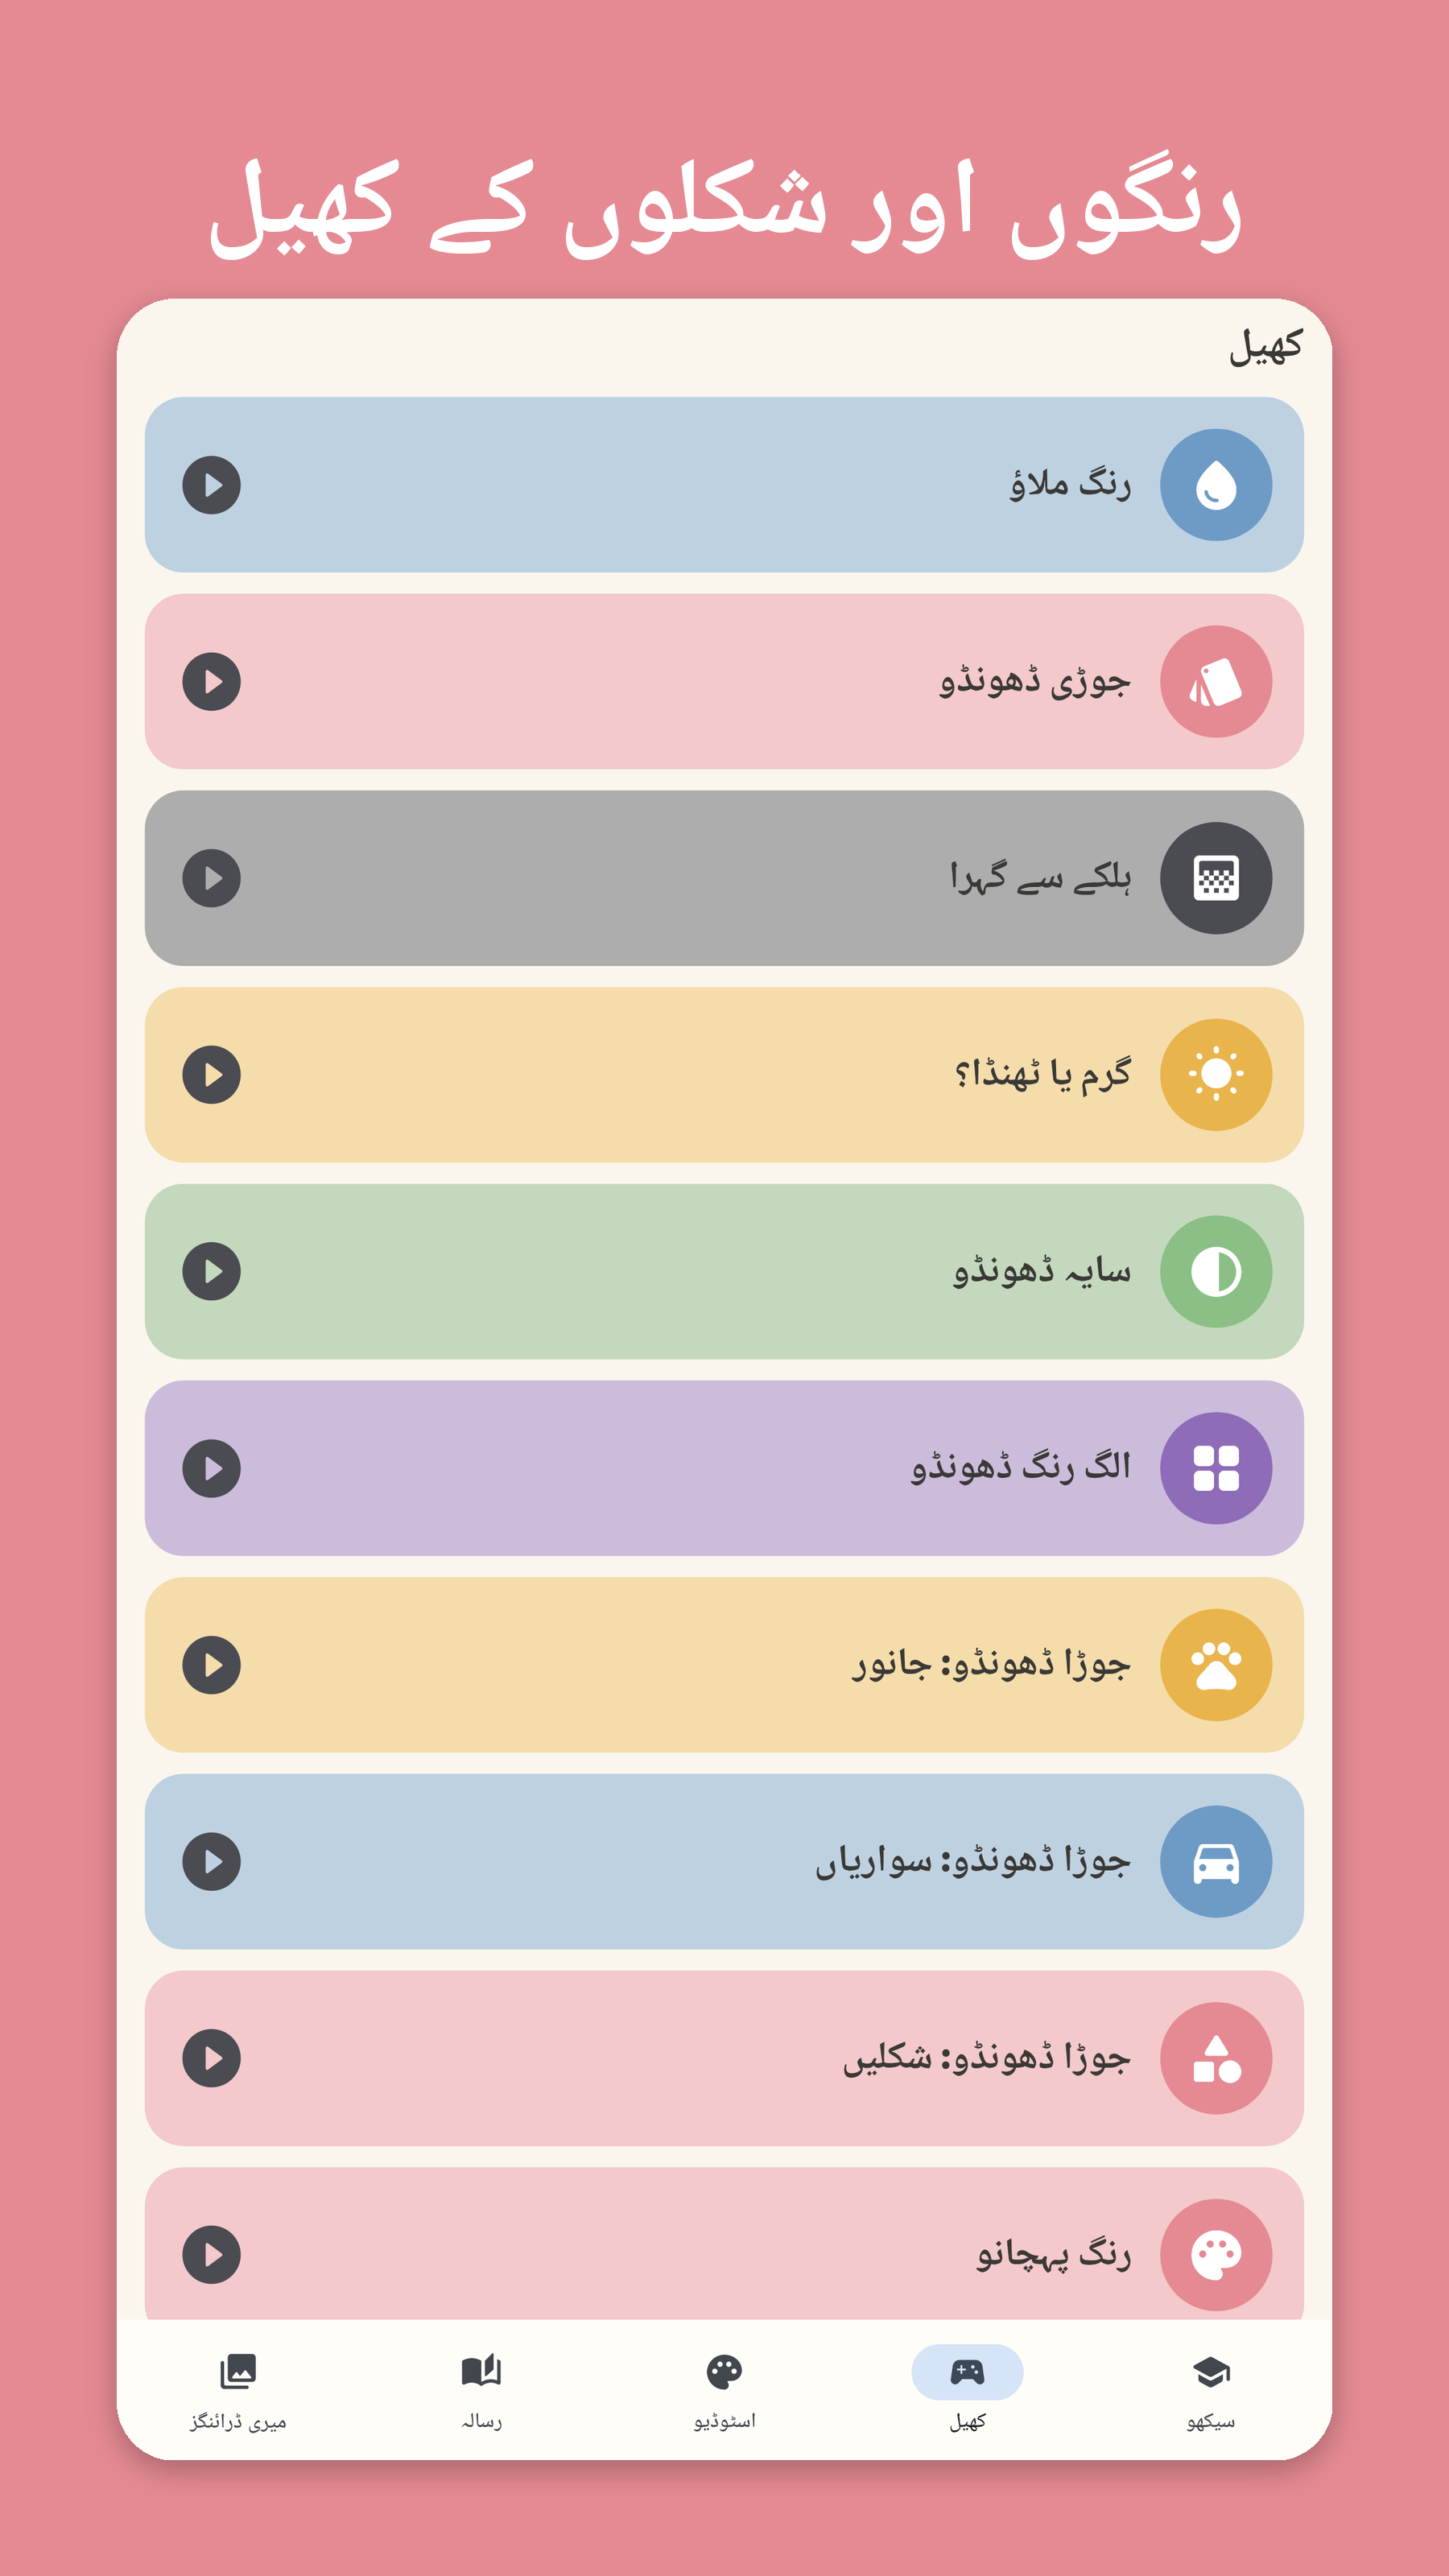 رنگوں اور شکلوں کے کھیل
کھیل
رنگ ملاؤ
جوڑی ڈھونڈو
ہلکے سے گہرا
گرم یا ٹھنڈا؟
سایہ ڈھونڈو
الگ رنگ ڈھونڈو
جوڑا ڈھونڈو: جانور
جوڑا ڈھونڈو: سواریاں
جوڑا ڈھونڈو: شکلیں
رنگ پہچانو
سیکھو
کھیل
اسٹوڈیو
رسالہ
میری ڈرائنگز